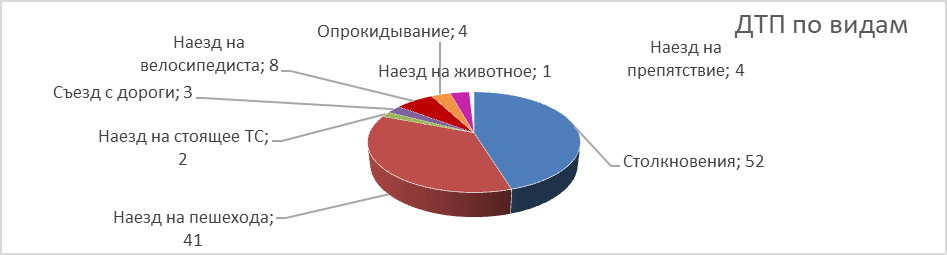 ДТП по видам
Опрокидывание; 4
Наезд на
велосипедиста; 8
Наезд на животное; 1
Наезд на
препятствие; 4
Съезд с дороги; 3
Наезд на стоящее ТС;
2
Столкновения; 52
Наезд на пешехода;
41